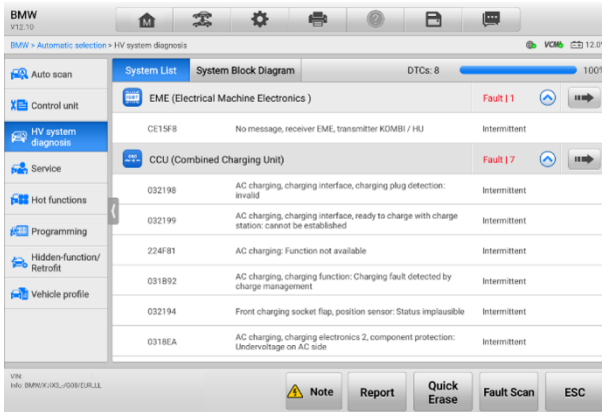 BMW
V12.10
BMW > Automatic selection > HV system diagnosis
VCMI
12.0V
Auto scan
Control unit
HV system
diagnosis
Service
Hot functions
Programming
Hidden-function/
Retrofit
Vehicle profile
System List
System Block Diagram
DTCs: 8
100%
EME (Electrical Machine Electronics )
Fault | 1
CE15F8
No message, receiver EME, transmitter KOMBI / HU
Intermittent
CCU (Combined Charging Unit)
Fault | 7
032198
AC charging, charging interface, charging plug detection:
invalid
Intermittent
032199
AC charging, charging interface, ready to charge with charge
station: cannot be established
Intermittent
224F81
AC charging: Function not available
Intermittent
031B92
AC charging, charging function: Charging fault detected by
charge management
Intermittent
032194
Front charging socket flap, position sensor: Status implausible
Intermittent
0318EA
AC charging, charging electronics 2, component protection:
Undervoltage on AC side
Intermittent
VIN:
Note
Report
Quick
Erase
Fault Scan
ESC